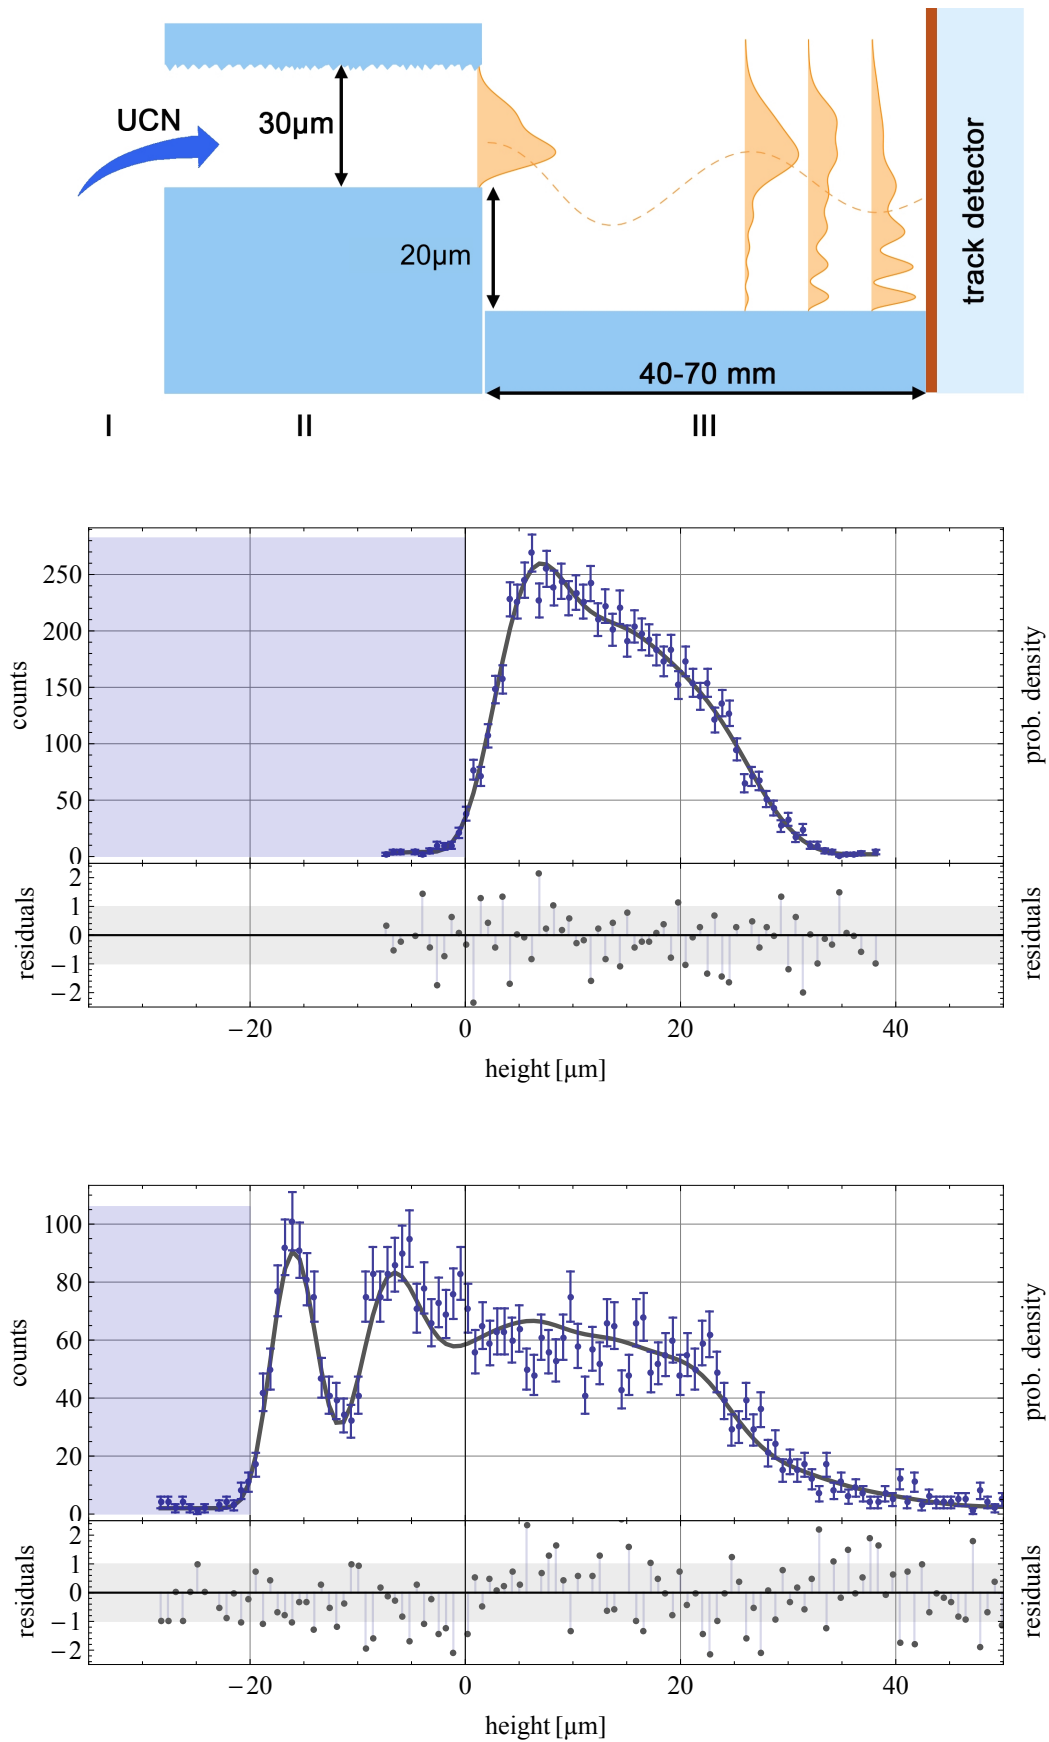 UCN
30μm
20μm
track detector
40-70 mm
I II III
250
200
150
100
50
0
counts
prob. density
2
1
0
−1
−2
residuals
residuals
−20 0 20 40
height [μm]
100
80
60
40
20
0
counts
prob. density
2
1
0
−1
−2
residuals
residuals
−20 0 20 40
height [μm]